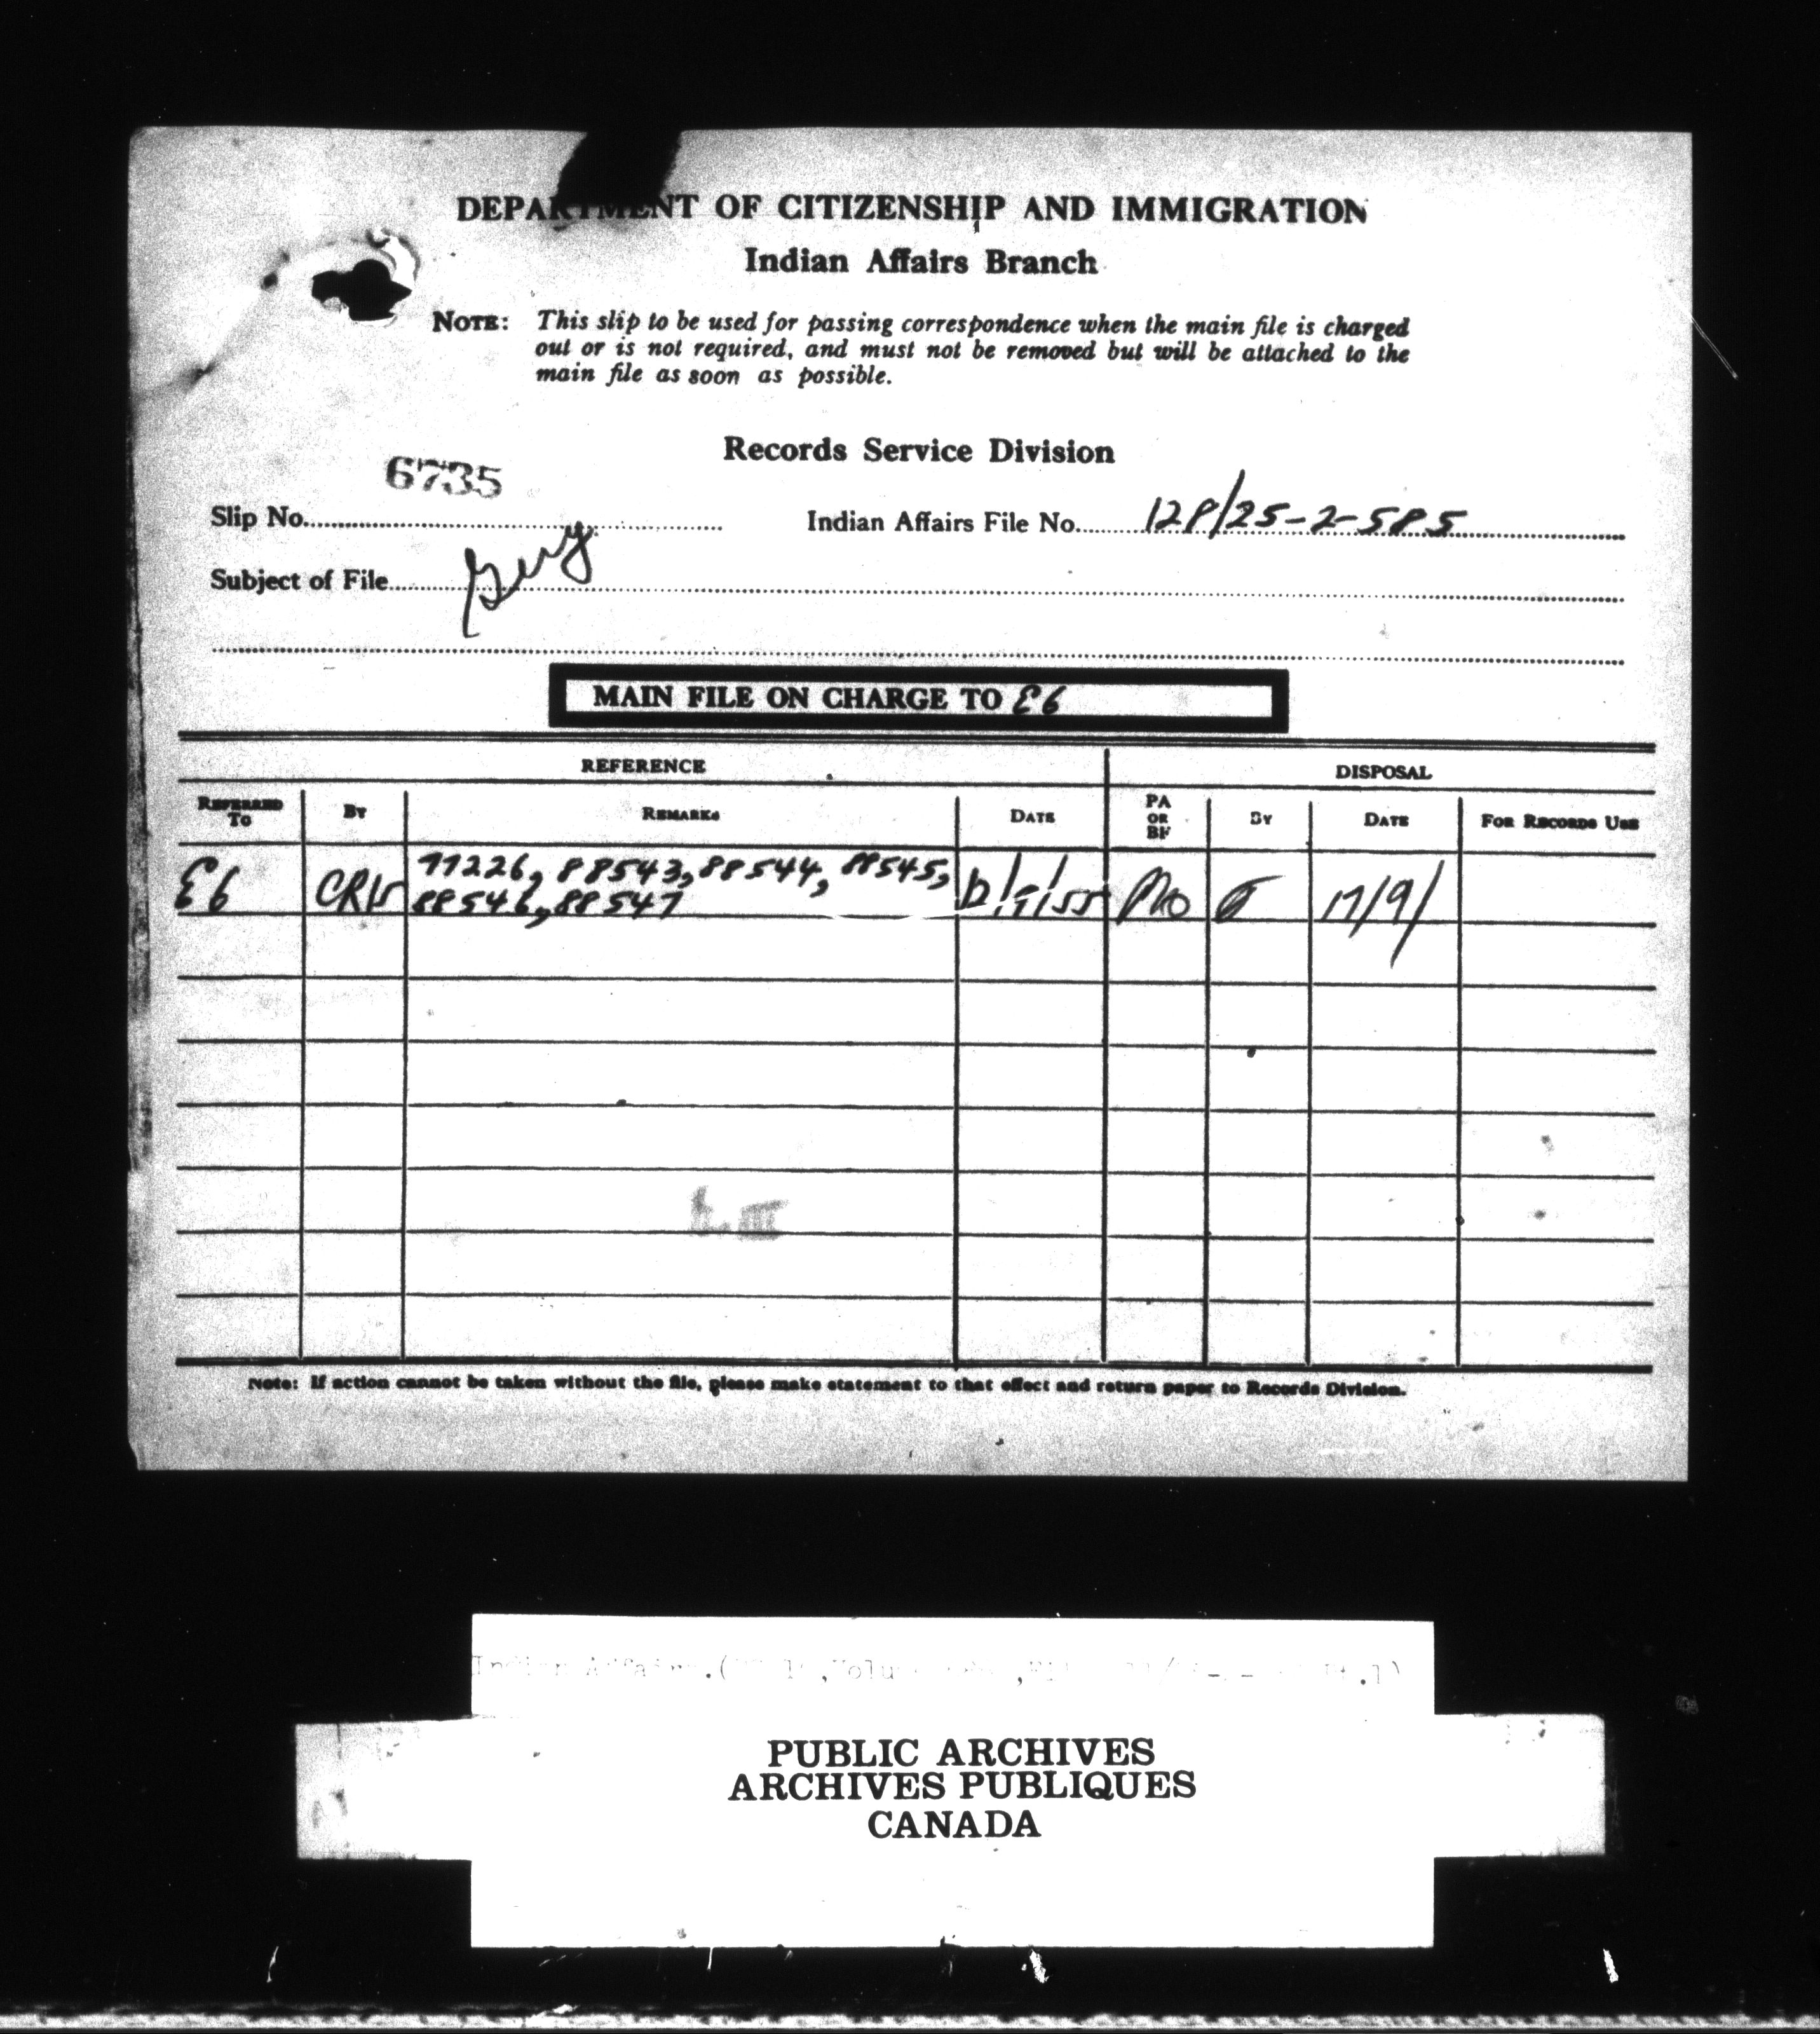 DEPARTMENT OF CITIZENSHIP AND IMMIGRATION
Indian Affairs Branch
NOTE: This slip to be used for passing correspondence when the main file is charged
out or is not required, and must not be removed but will be attached to the
main file as soon as possible.
Records Service Division
6735
Slip No. Indian Affairs File No. 128/25-2-585
Subject of File
MAIN FILE ON CHARGE TO E6
REFERENCE DISPOSAL
REFERRED TO BY REMARKS DATE PA OR BF BY DATE FOR RECORDS USE
77226, 88543, 88544, 88545,
E6 88546, 88547 17/9/
Note: If action cannot be taken without the file, please make statement to that effect and return paper to Records Division.
Indian Affairs.
PUBLIC ARCHIVES
ARCHIVES PUBLIQUES
CANADA